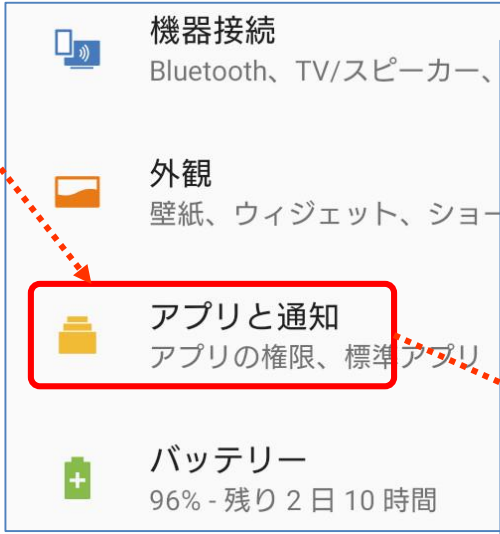 機器接続
Bluetooth、TV/スピーカー、
外観
壁紙、ウィジェット、ショー
アプリと通知
アプリの権限、標準アプリ
バッテリー
96% - 残り 2 日 10 時間